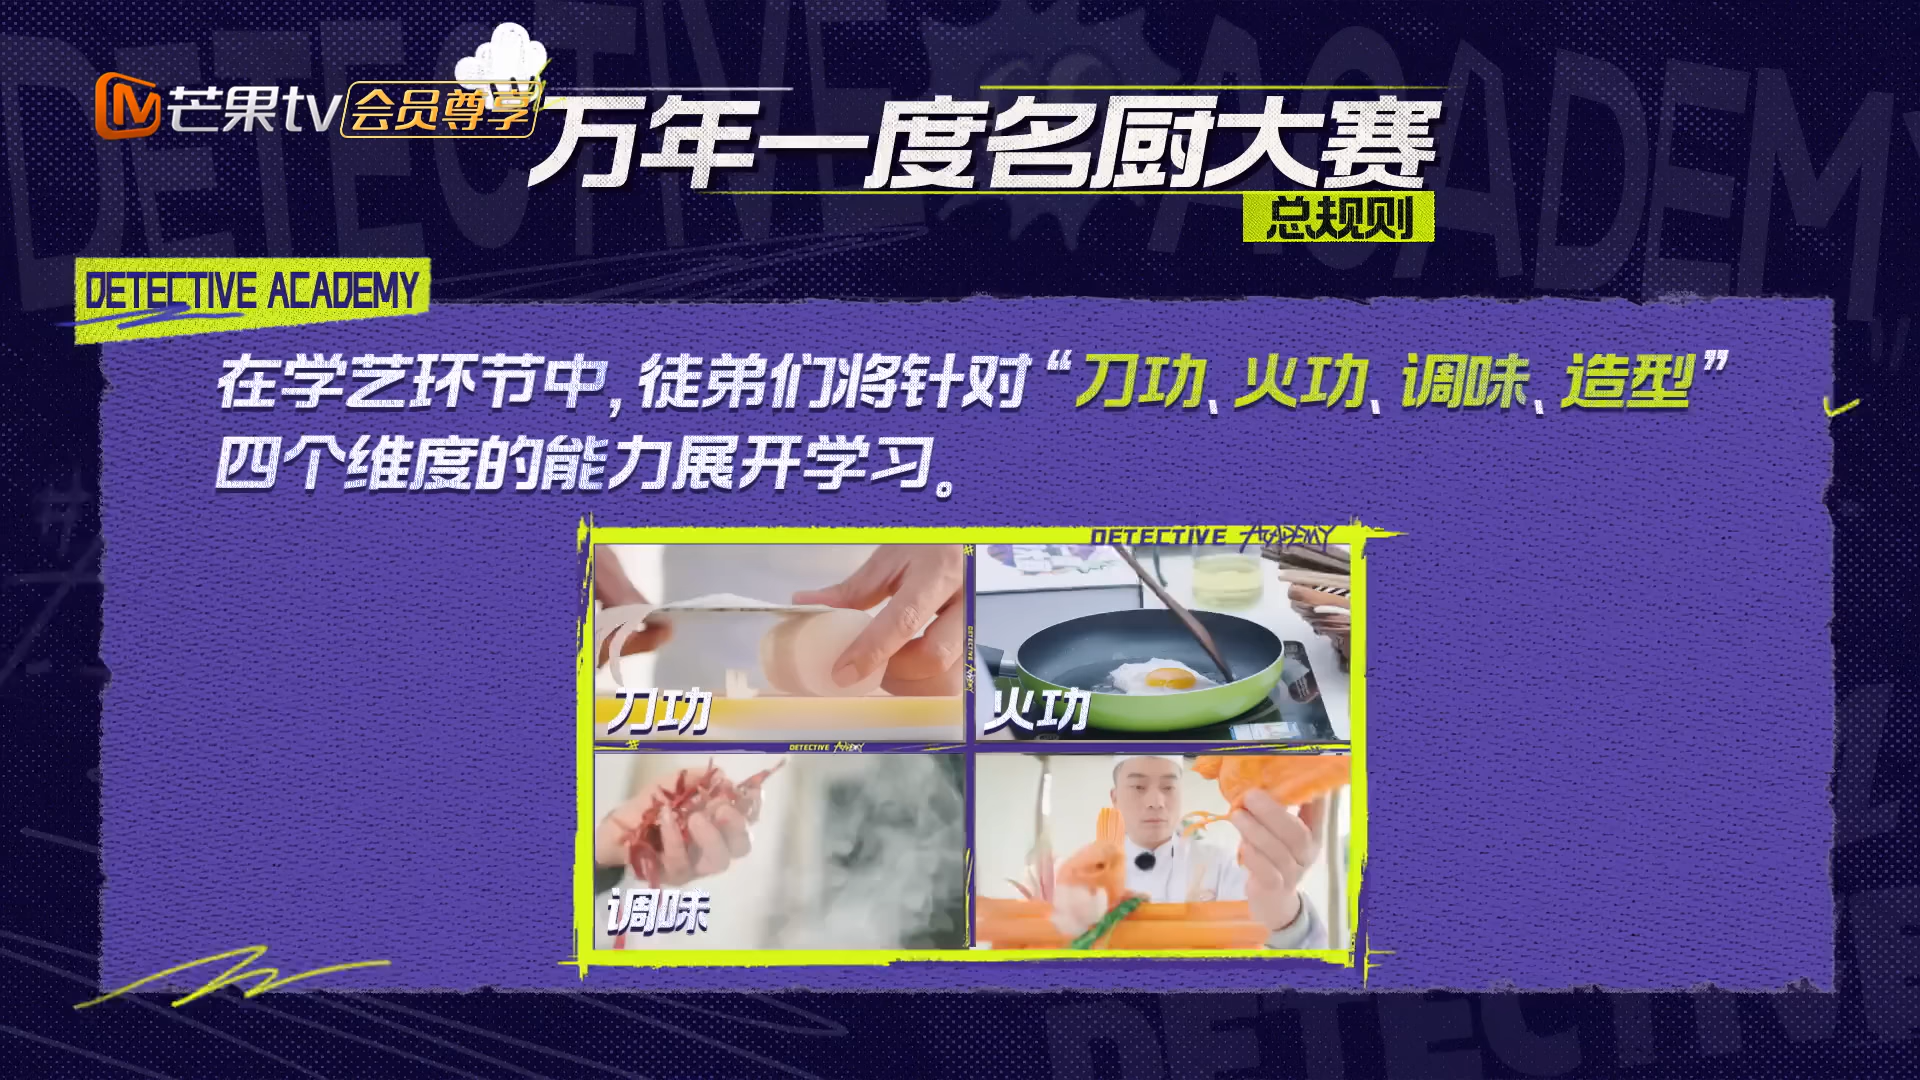 芒果tv 会员尊享
万年一度名厨大赛
总规则
DETECTIVE ACADEMY
在学艺环节中,徒弟们将针对“刀功、火功、调味、造型”
四个维度的能力展开学习。
DETECTIVE ACADEMY
刀功
火功
DETECTIVE ACADEMY
调味